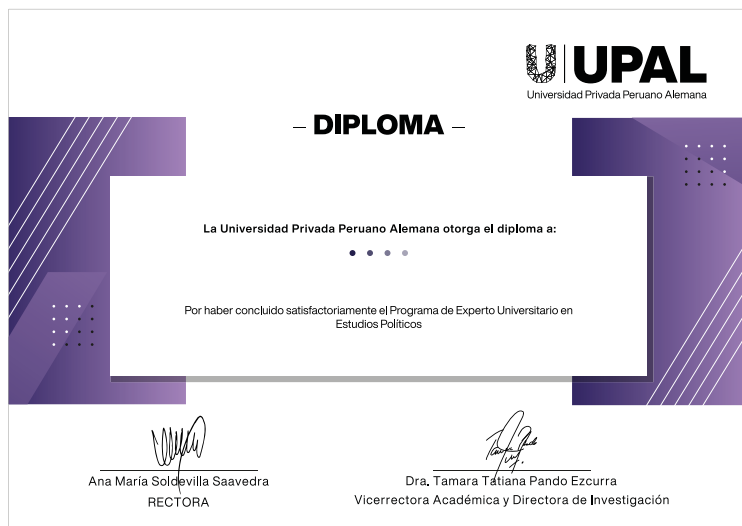 UPAL
Universidad Privada Peruano Alemana
– DIPLOMA –
La Universidad Privada Peruano Alemana otorga el diploma a:
Por haber concluido satisfactoriamente el Programa de Experto Universitario en
Estudios Políticos
Ana María Soldevilla Saavedra
RECTORA
Dra. Tamara Tatiana Pando Ezcurra
Vicerrectora Académica y Directora de Investigación